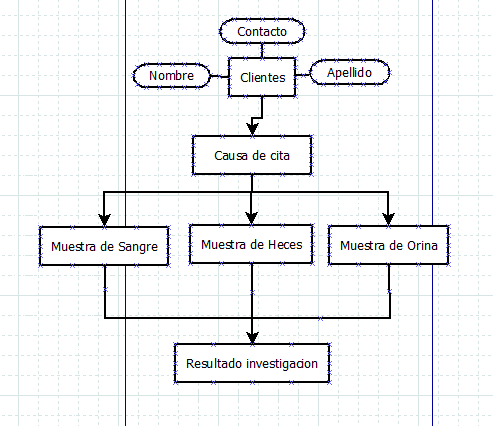 Contacto
Nombre
Clientes
Apellido
Causa de cita
Muestra de Sangre
Muestra de Heces
Muestra de Orina
Resultado investigacion